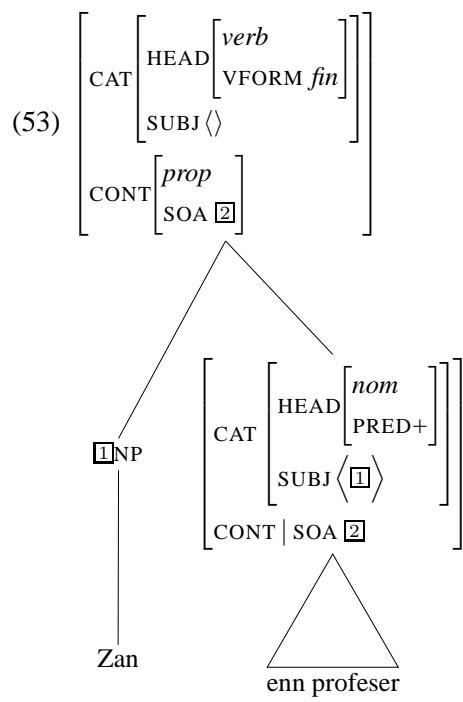 (53)
verb
CAT HEAD VFORM fin
SUBJ ⟨⟩
prop
CONT SOA 2
1 NP
nom
CAT HEAD PRED+
SUBJ ⟨ 1 ⟩
CONT | SOA 2
Zan
enn profeser